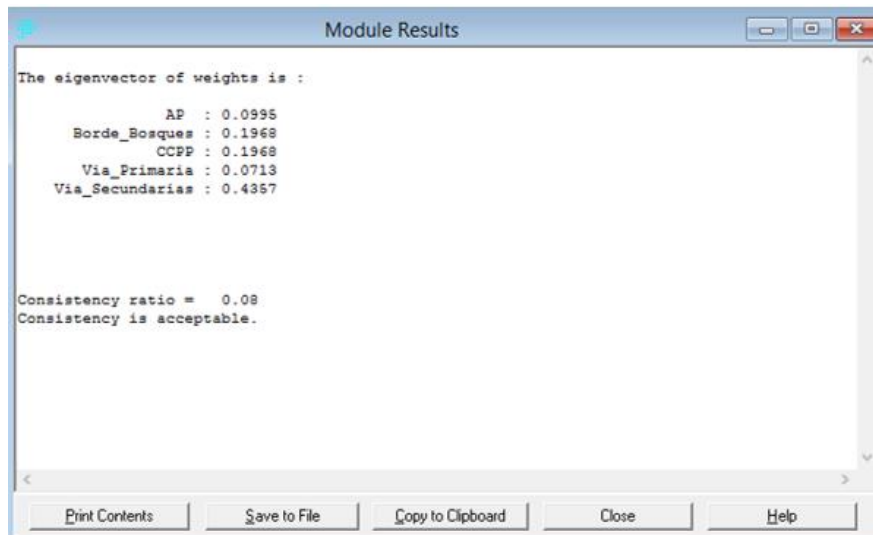 Module Results
The eigenvector of weights is :
AP : 0.0995
Borde_Bosques : 0.1968
CCPP : 0.1968
Via_Primaria : 0.0713
Via_Secundarias : 0.4357
Consistency ratio = 0.08
Consistency is acceptable.
Print Contents Save to File Copy to Clipboard Close Help